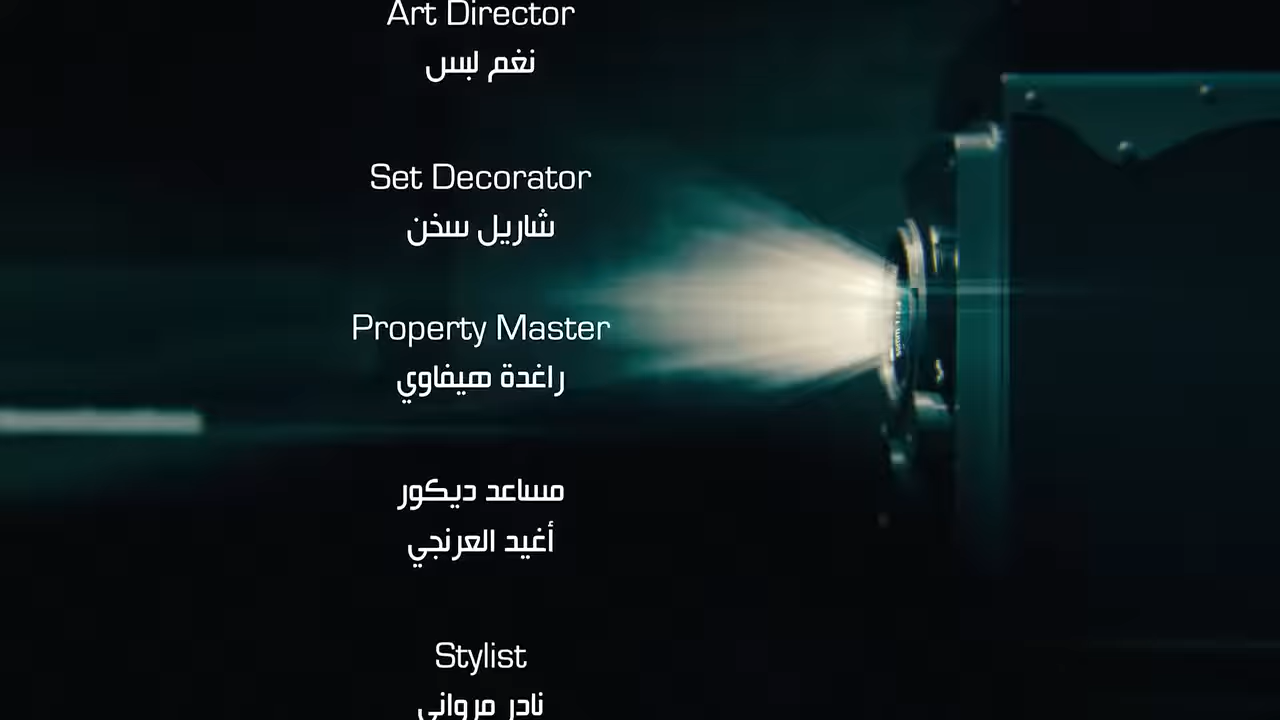 Art Director
نغم لبس
Set Decorator
شاريل سخن
Property Master
راغدة هيفاوي
مساعد ديكور
أغيد العرنجي
Stylist
نادر مرواني